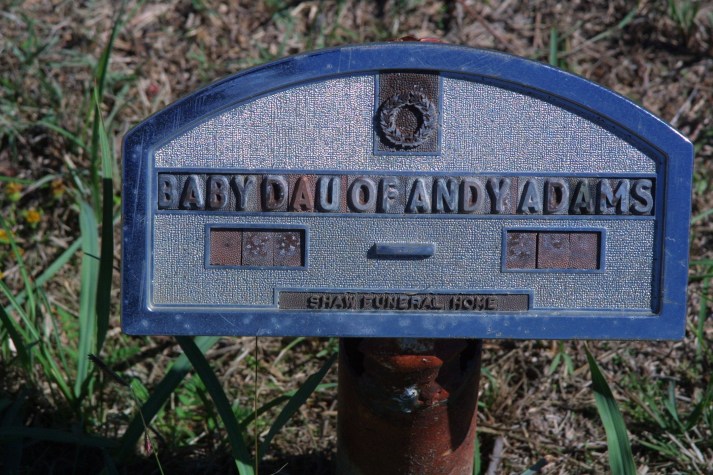 BABY DAU OF ANDY ADAMS
SHAW FUNERAL HOME